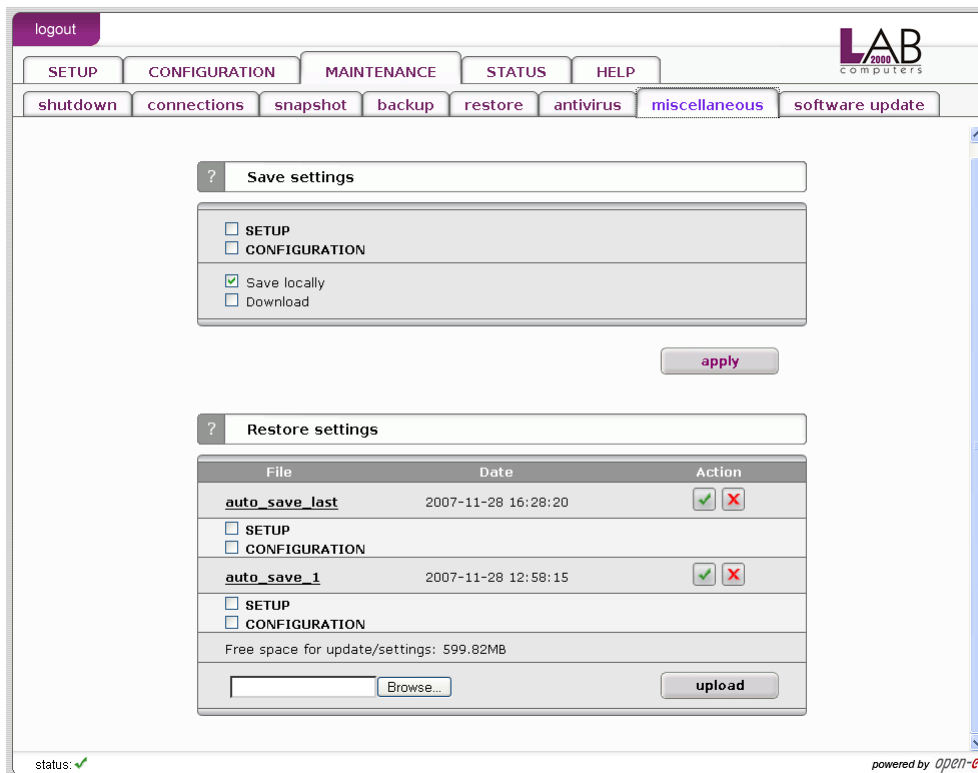 logout
LAB
2000
computers
SETUP CONFIGURATION MAINTENANCE STATUS HELP
shutdown connections snapshot backup restore antivirus miscellaneous software update
? Save settings
SETUP
CONFIGURATION
Save locally
Download
apply
? Restore settings
File Date Action
auto_save_last 2007-11-28 16:28:20
SETUP
CONFIGURATION
auto_save_1 2007-11-28 12:58:15
SETUP
CONFIGURATION
Free space for update/settings: 599.82MB
Browse... upload
status: powered by open-e